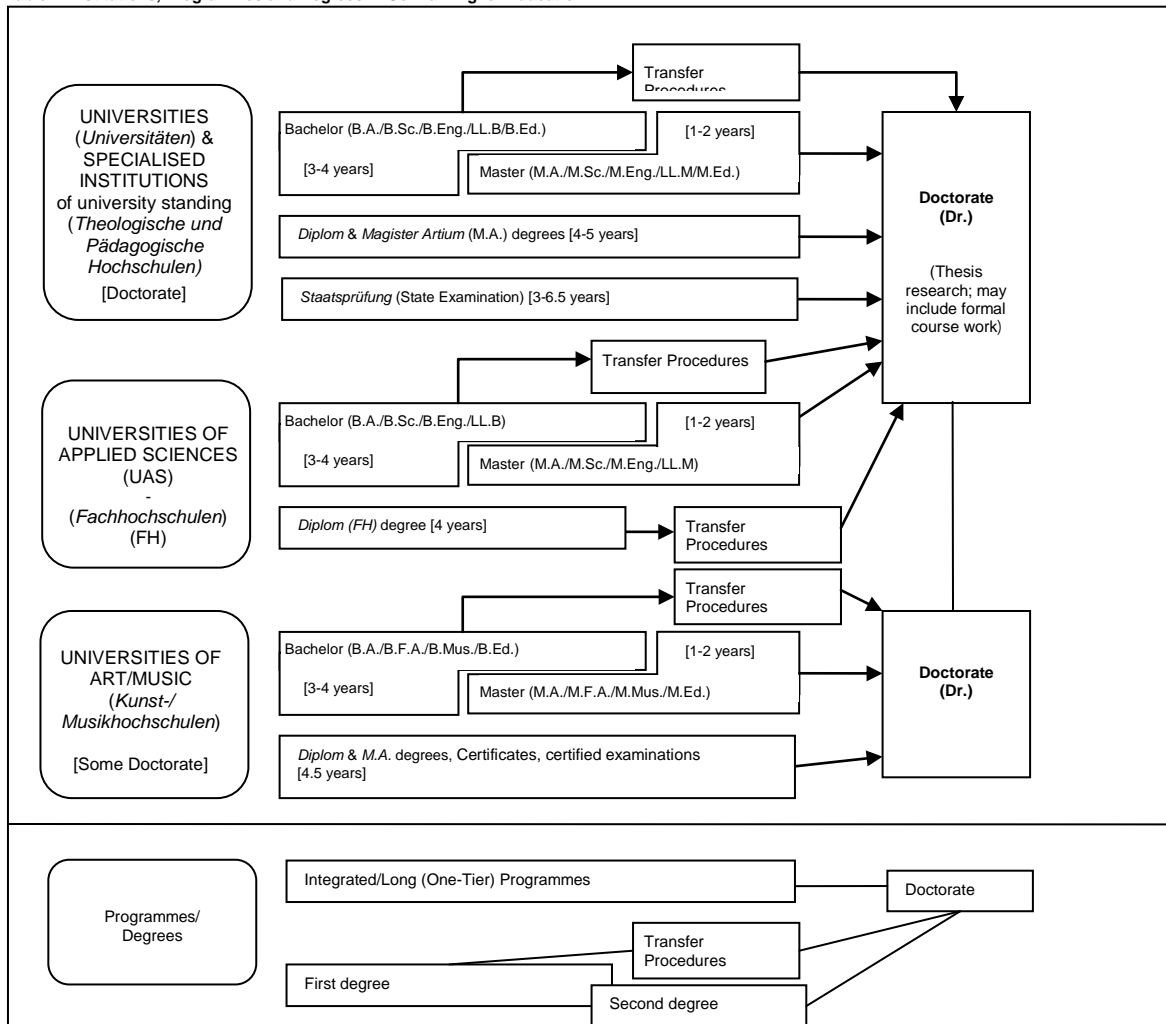 Transfer
Procedures
UNIVERSITIES
(Universitäten) &
SPECIALISED
INSTITUTIONS
of university standing
(Theologische und
Pädagogische
Hochschulen)
[Doctorate]
Bachelor (B.A./B.Sc./B.Eng./LL.B/B.Ed.)
[3-4 years]
[1-2 years]
Master (M.A./M.Sc./M.Eng./LL.M/M.Ed.)
Diplom & Magister Artium (M.A.) degrees [4-5 years]
Staatsprüfung (State Examination) [3-6.5 years]
Doctorate
(Dr.)
(Thesis
research; may
include formal
course work)
UNIVERSITIES OF
APPLIED SCIENCES
(UAS)
-
(Fachhochschulen)
(FH)
Transfer Procedures
Bachelor (B.A./B.Sc./B.Eng./LL.B)
[3-4 years]
[1-2 years]
Master (M.A./M.Sc./M.Eng./LL.M)
Diplom (FH) degree [4 years]
Transfer
Procedures
UNIVERSITIES OF
ART/MUSIC
(Kunst-/
Musikhochschulen)
[Some Doctorate]
Transfer
Procedures
Bachelor (B.A./B.F.A./B.Mus./B.Ed.)
[3-4 years]
[1-2 years]
Master (M.A./M.F.A./M.Mus./M.Ed.)
Diplom & M.A. degrees, Certificates, certified examinations
[4.5 years]
Doctorate
(Dr.)
Programmes/
Degrees
Integrated/Long (One-Tier) Programmes
Doctorate
Transfer
Procedures
First degree
Second degree